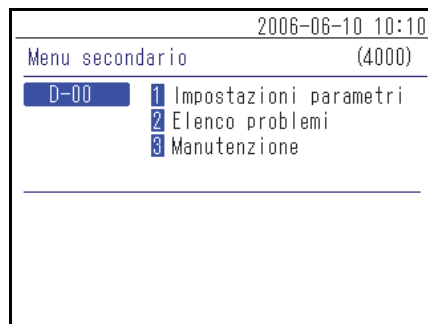 2006-06-10 10:10
Menu secondario (4000)
D-00 1 Impostazioni parametri
2 Elenco problemi
3 Manutenzione